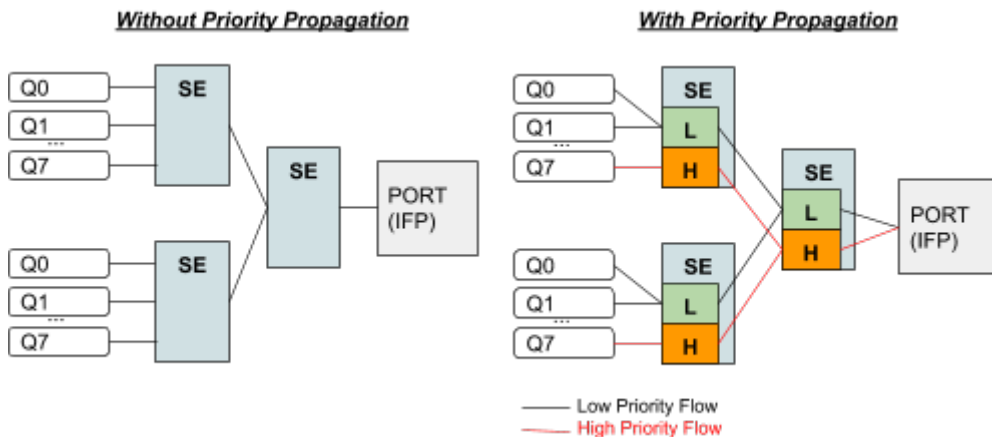 Without Priority Propagation
Q0
Q1
...
Q7
SE
Q0
Q1
...
Q7
SE
SE
PORT
(IFP)
With Priority Propagation
Q0
Q1
...
Q7
SE
L
H
Q0
Q1
...
Q7
SE
L
H
SE
L
H
PORT
(IFP)
Low Priority Flow
High Priority Flow